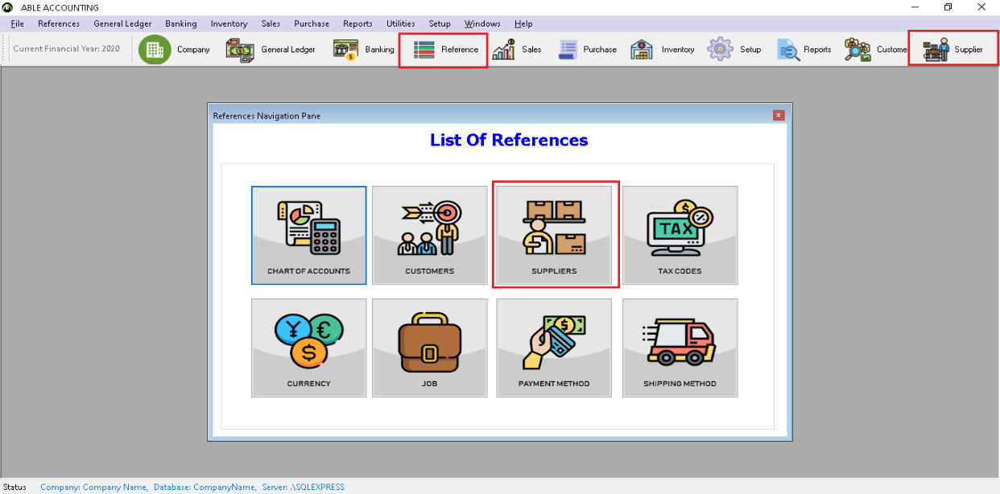 ABLE ACCOUNTING
File References General Ledger Banking Inventory Sales Purchase Reports Utilities Setup Windows Help
Current Financial Year: 2020 Company General Ledger Banking Reference Sales Purchase Inventory Setup Reports Custome Supplier
References Navigation Pane
List Of References
CHART OF ACCOUNTS CUSTOMERS SUPPLIERS TAX CODES
TAX
CURRENCY JOB PAYMENT METHOD SHIPPING METHOD
Status Company: Company Name, Database: CompanyName, Server: .\SQLEXPRESS